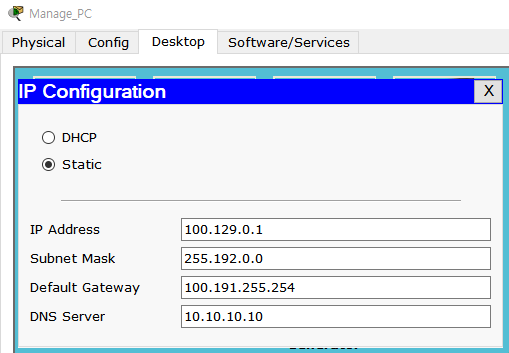 Manage_PC
Physical Config Desktop Software/Services
IP Configuration X
DHCP
Static
IP Address 100.129.0.1
Subnet Mask 255.192.0.0
Default Gateway 100.191.255.254
DNS Server 10.10.10.10